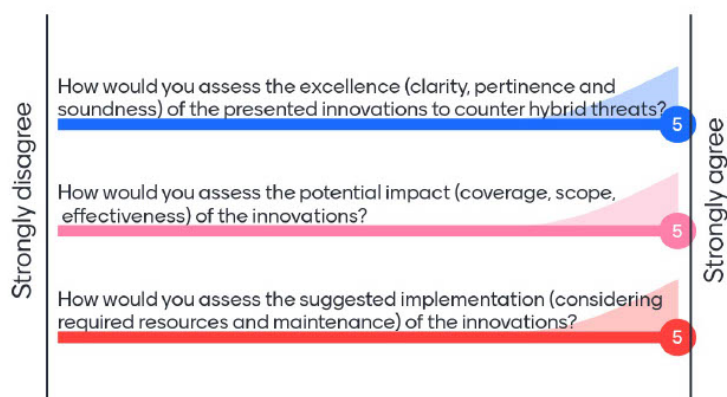 Strongly disagree
How would you assess the excellence (clarity, pertinence and
soundness) of the presented innovations to counter hybrid threats?
5
How would you assess the potential impact (coverage, scope,
effectiveness) of the innovations?
5
How would you assess the suggested implementation (considering
required resources and maintenance) of the innovations?
5
Strongly agree